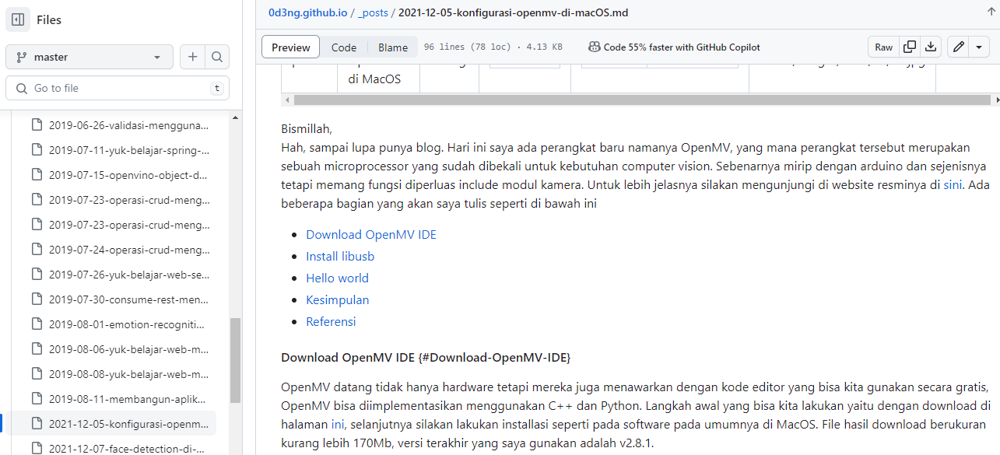 Files
master
Go to file
t
2019-06-26-validasi-mengguna...
2019-07-11-yuk-belajar-spring-...
2019-07-15-openvino-object-d...
2019-07-23-operasi-crud-meng...
2019-07-23-operasi-crud-meng...
2019-07-24-operasi-crud-meng...
2019-07-26-yuk-belajar-web-se...
2019-07-30-consume-rest-men...
2019-08-01-emotion-recogniti...
2019-08-06-yuk-belajar-web-m...
2019-08-08-yuk-belajar-web-m...
2019-08-11-membangun-aplik...
2021-12-05-konfigurasi-openm...
2021-12-07-face-detection-di-...
0d3ng.github.io / _posts / 2021-12-05-konfigurasi-openmv-di-macOS.md
Preview Code Blame 96 lines (78 loc) · 4.13 KB Code 55% faster with GitHub Copilot Raw
di MacOS
Bismillah,
Hah, sampai lupa punya blog. Hari ini saya ada perangkat baru namanya OpenMV, yang mana perangkat tersebut merupakan
sebuah microprocessor yang sudah dibekali untuk kebutuhan computer vision. Sebenarnya mirip dengan arduino dan sejenisnya
tetapi memang fungsi diperluas include modul kamera. Untuk lebih jelasnya silakan mengunjungi di website resminya di sini. Ada
beberapa bagian yang akan saya tulis seperti di bawah ini
• Download OpenMV IDE
• Install libusb
• Hello world
• Kesimpulan
• Referensi
Download OpenMV IDE {#Download-OpenMV-IDE}
OpenMV datang tidak hanya hardware tetapi mereka juga menawarkan dengan kode editor yang bisa kita gunakan secara gratis,
OpenMV bisa diimplementasikan menggunakan C++ dan Python. Langkah awal yang bisa kita lakukan yaitu dengan download di
halaman ini, selanjutnya silakan lakukan installasi seperti pada software pada umumnya di MacOS. File hasil download berukuran
kurang lebih 170Mb, versi terakhir yang saya gunakan adalah v2.8.1.